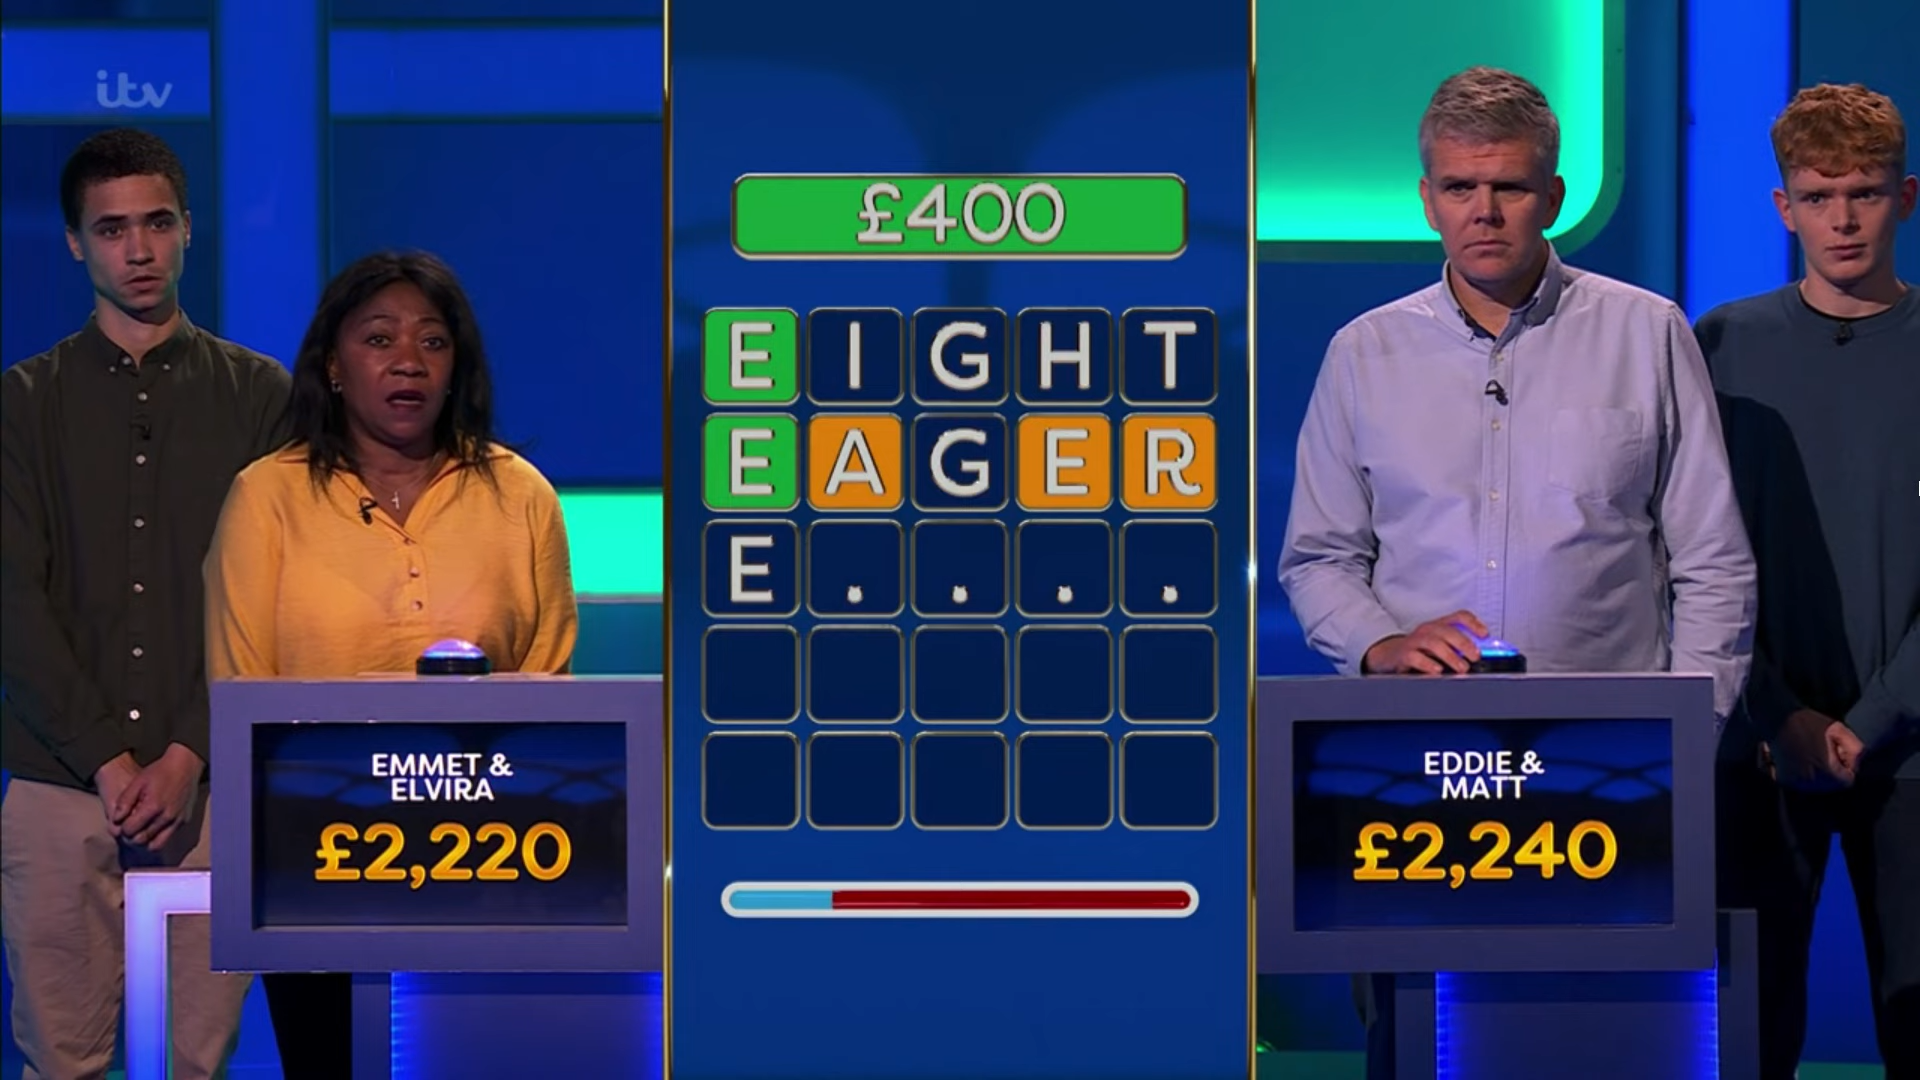 itv
£400
EIGHT
EAGER
E....
EMMET &
ELVIRA
£2,220
EDDIE &
MATT
£2,240